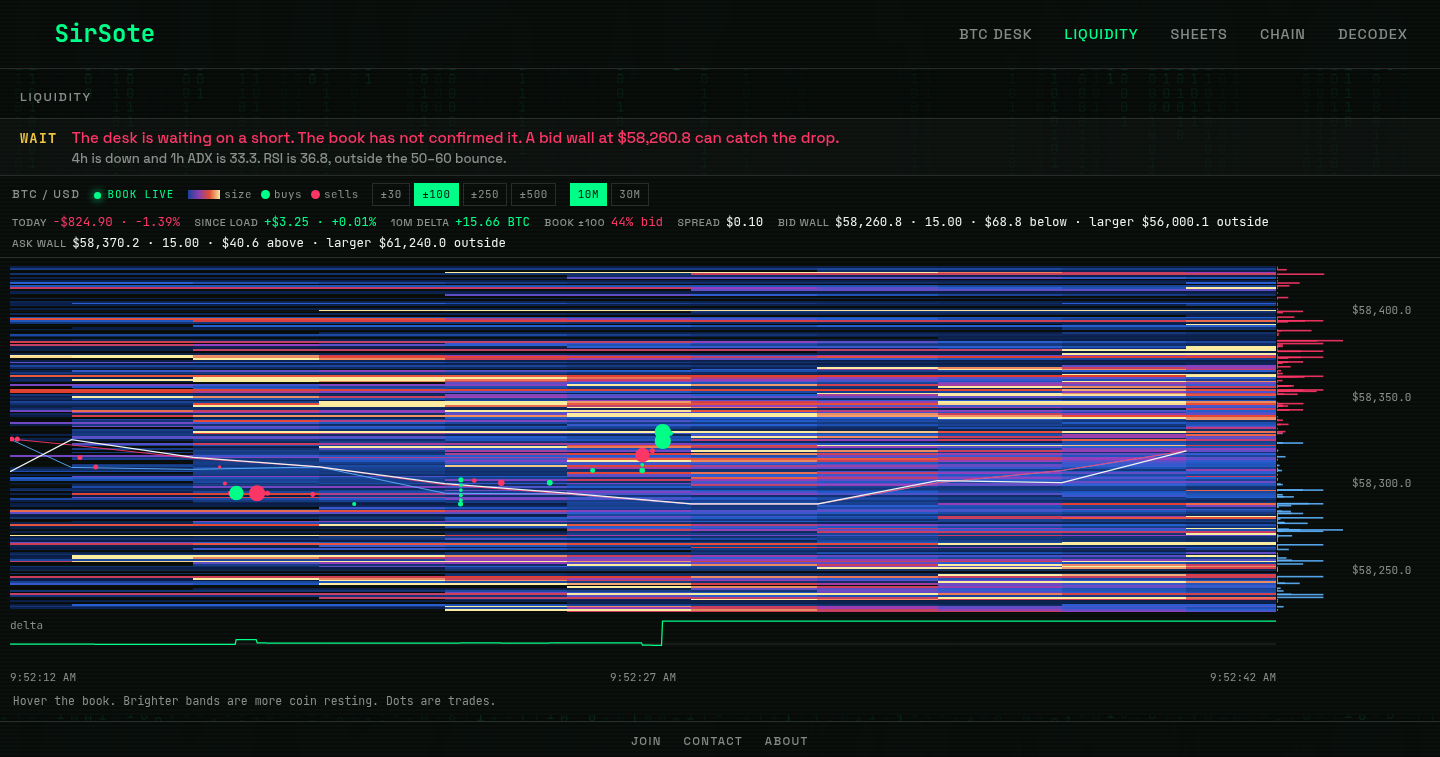 SirSote
BTC DESK LIQUIDITY SHEETS CHAIN DECODEX
LIQUIDITY
WAIT The desk is waiting on a short. The book has not confirmed it. A bid wall at $58,260.8 can catch the drop.
4h is down and 1h ADX is 33.3. RSI is 36.8, outside the 50–60 bounce.
BTC / USD BOOK LIVE size buys sells ±30 ±100 ±250 ±500 10M 30M
TODAY -$824.90 · -1.39% SINCE LOAD +$3.25 · +0.01% 10M DELTA +15.66 BTC BOOK ±100 44% bid SPREAD $0.10 BID WALL $58,260.8 · 15.00 · $68.8 below · larger $56,000.1 outside
ASK WALL $58,370.2 · 15.00 · $40.6 above · larger $61,240.0 outside
$58,400.0
$58,350.0
$58,300.0
$58,250.0
delta
9:52:12 AM 9:52:27 AM 9:52:42 AM
Hover the book. Brighter bands are more coin resting. Dots are trades.
JOIN CONTACT ABOUT